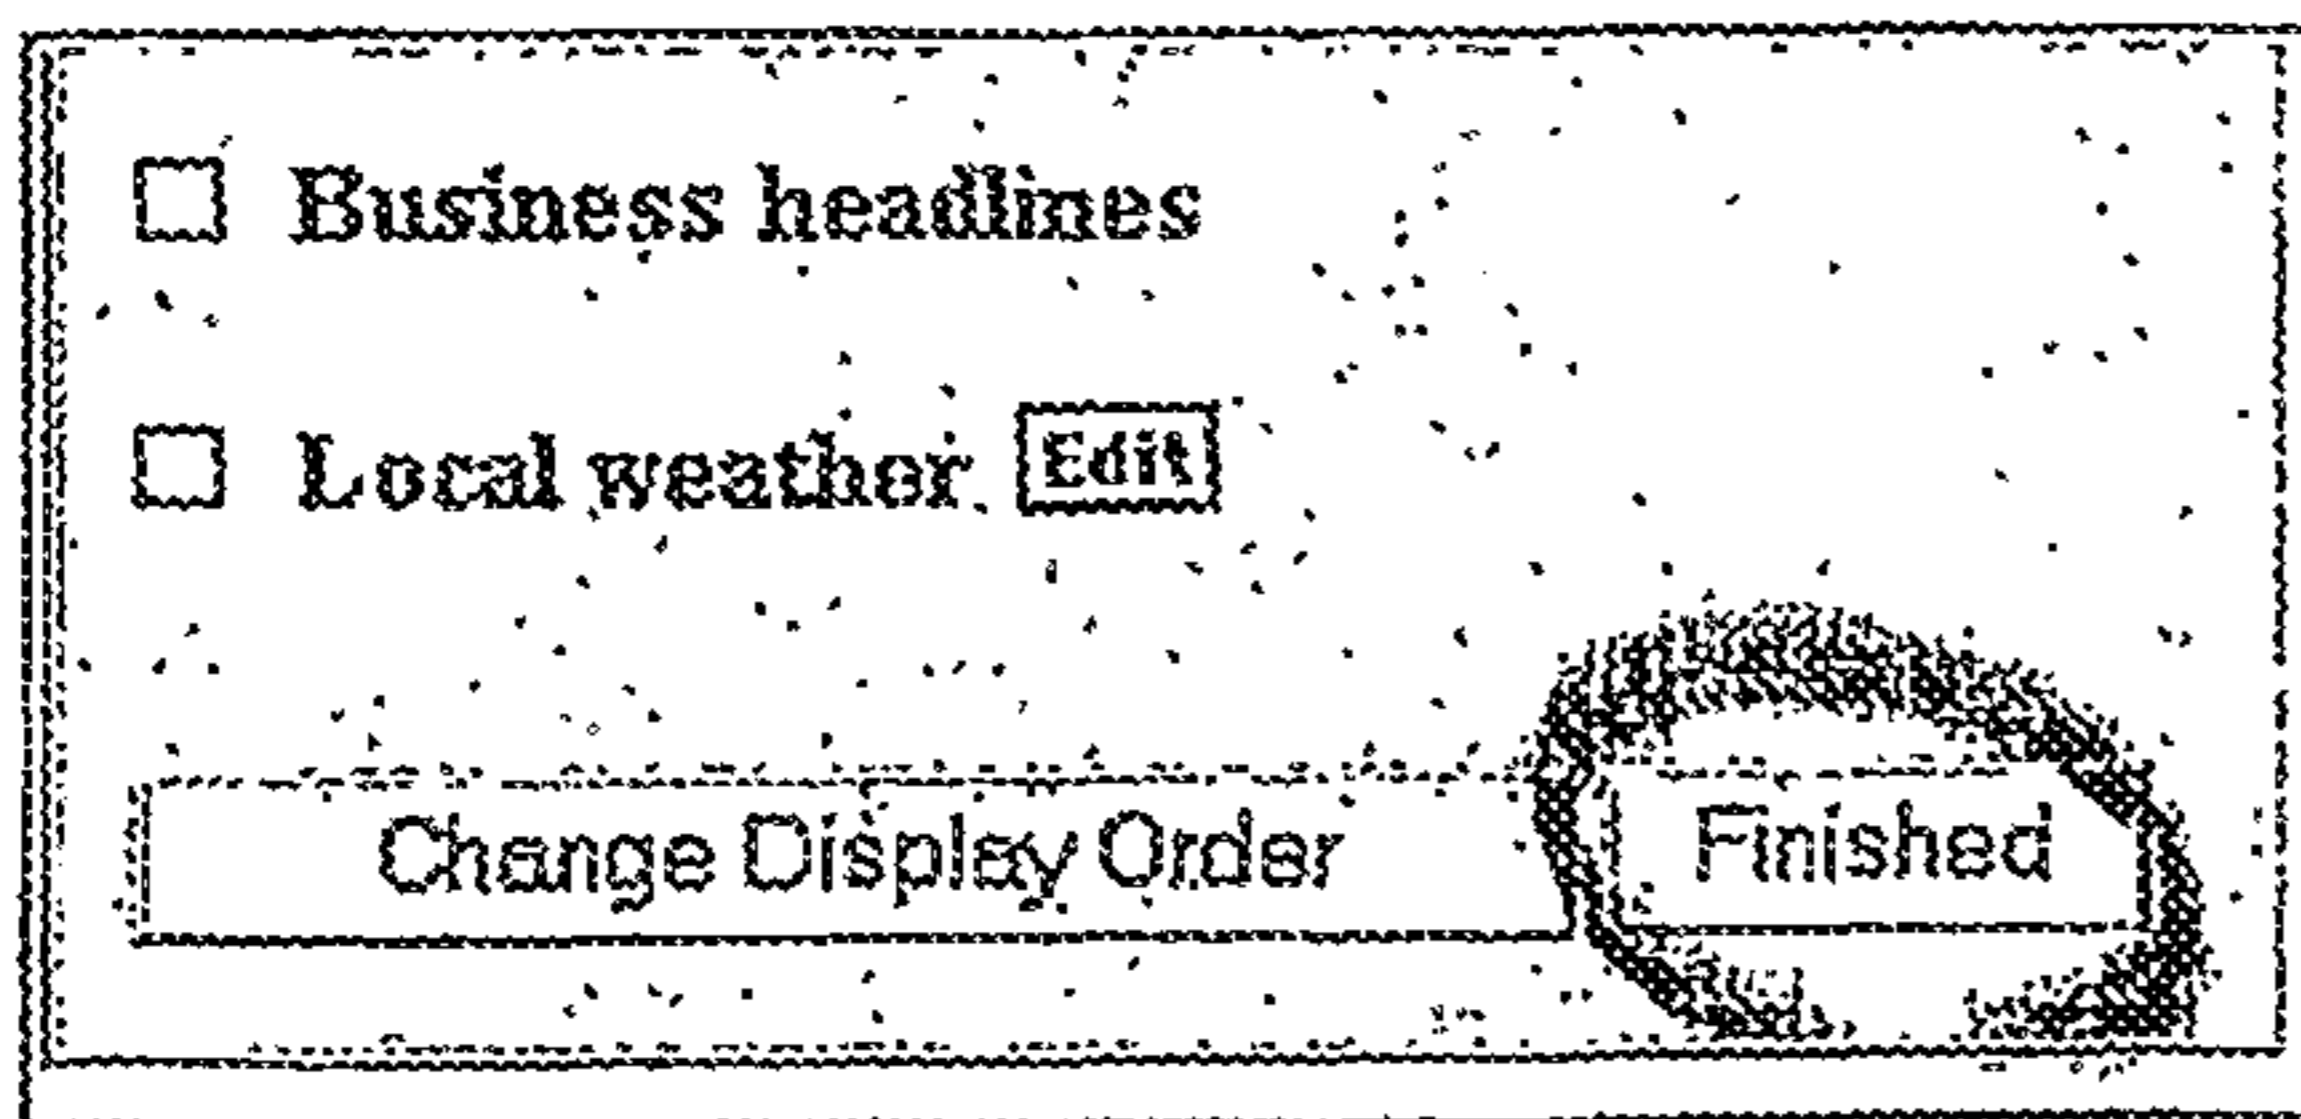 Business headlines
Local weather Edit
Change Display Order Finished